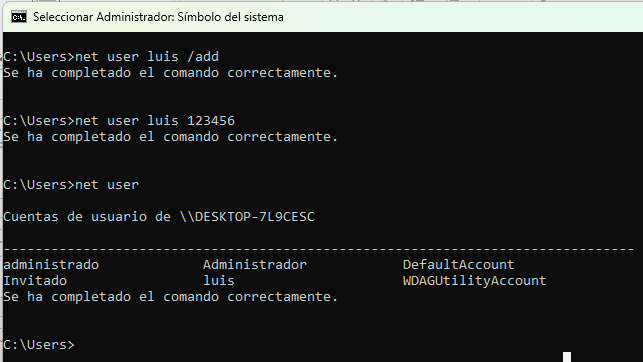 Seleccionar Administrador: Símbolo del sistema
C:\Users>net user luis /add
Se ha completado el comando correctamente.
C:\Users>net user luis 123456
Se ha completado el comando correctamente.
C:\Users>net user
Cuentas de usuario de \\DESKTOP-7L9CESC
-------------------------------------------------------------------------------
administrado             Administrador            DefaultAccount
Invitado                 luis                     WDAGUtilityAccount
Se ha completado el comando correctamente.
C:\Users>